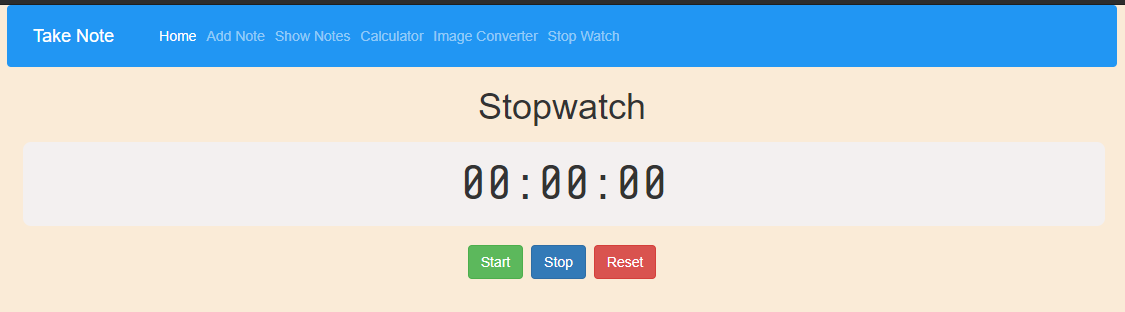 Take Note Home Add Note Show Notes Calculator Image Converter Stop Watch
Stopwatch
00:00:00
Start Stop Reset